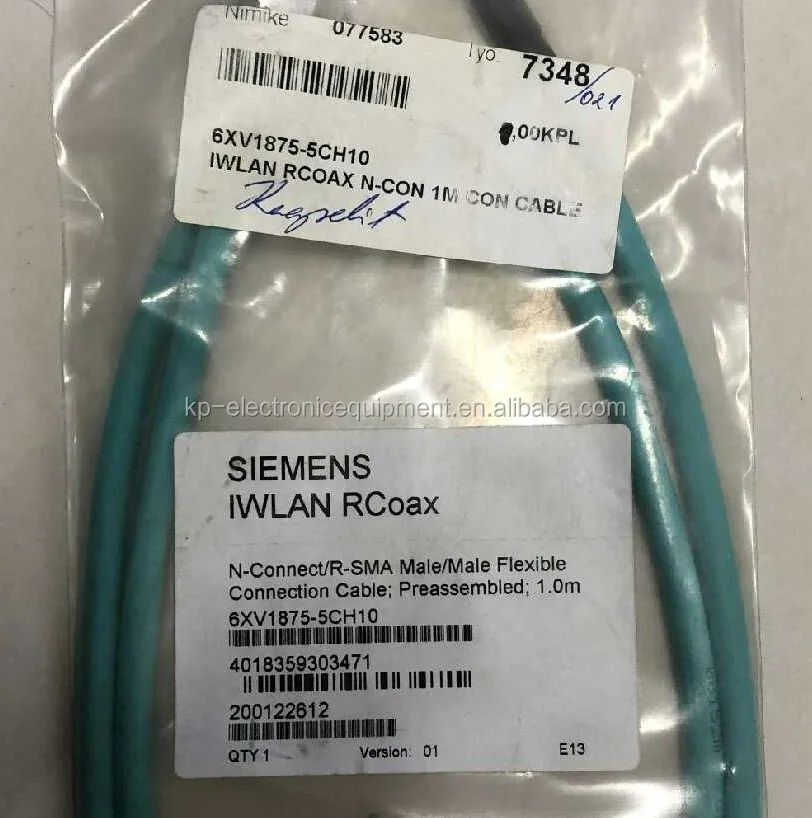 Nimike 077583 Työ. 7348/021
,00KPL
6XV1875-5CH10
IWLAN RCOAX N-CON 1M CON CABLE
kp-electronicequipment.en.alibaba.com
SIEMENS
IWLAN RCoax
N-Connect/R-SMA Male/Male Flexible
Connection Cable; Preassembled; 1.0m
6XV1875-5CH10
4018359303471
200122612
QTY 1 Version: 01 E13